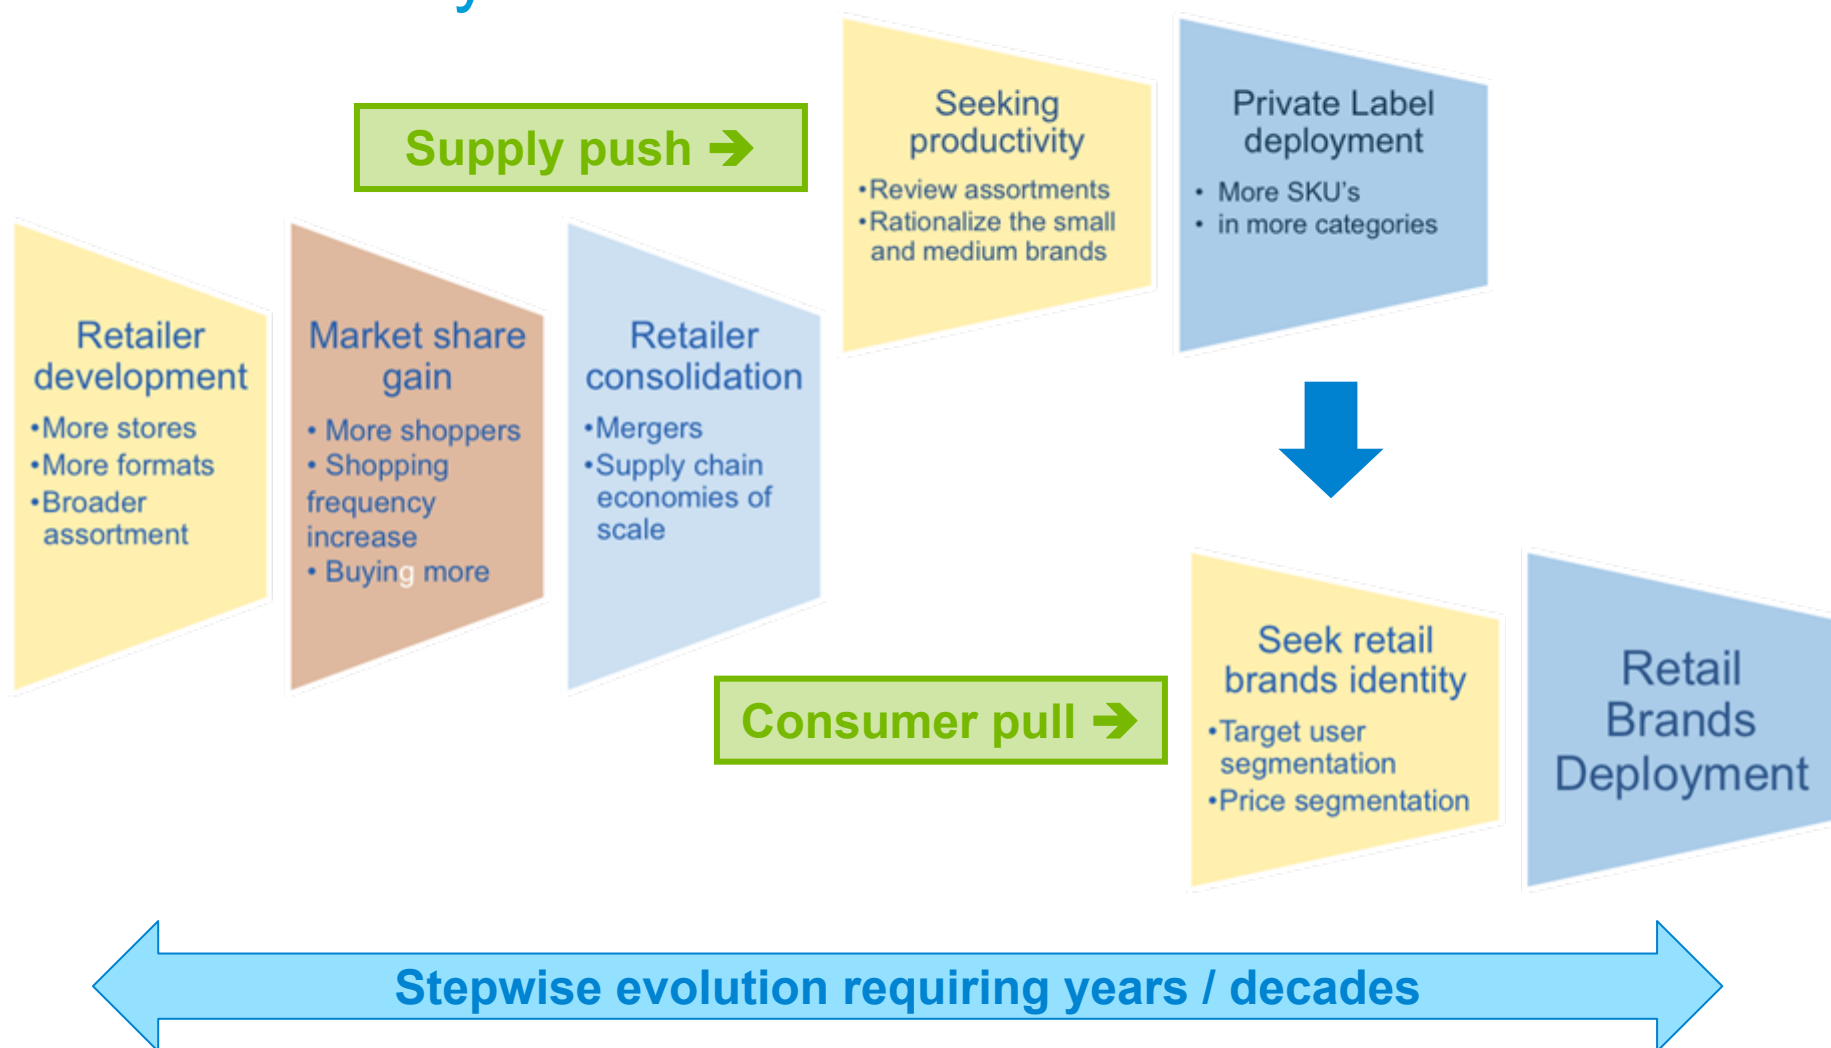 Supply push ➔
Seeking
productivity
•Review assortments
•Rationalize the small
and medium brands
Private Label
deployment
• More SKU's
• in more categories
Retailer
development
•More stores
•More formats
•Broader
assortment
Market share
gain
• More shoppers
• Shopping
frequency
increase
• Buying more
Retailer
consolidation
•Mergers
•Supply chain
economies of
scale
Consumer pull ➔
Seek retail
brands identity
•Target user
segmentation
•Price segmentation
Retail
Brands
Deployment
Stepwise evolution requiring years / decades